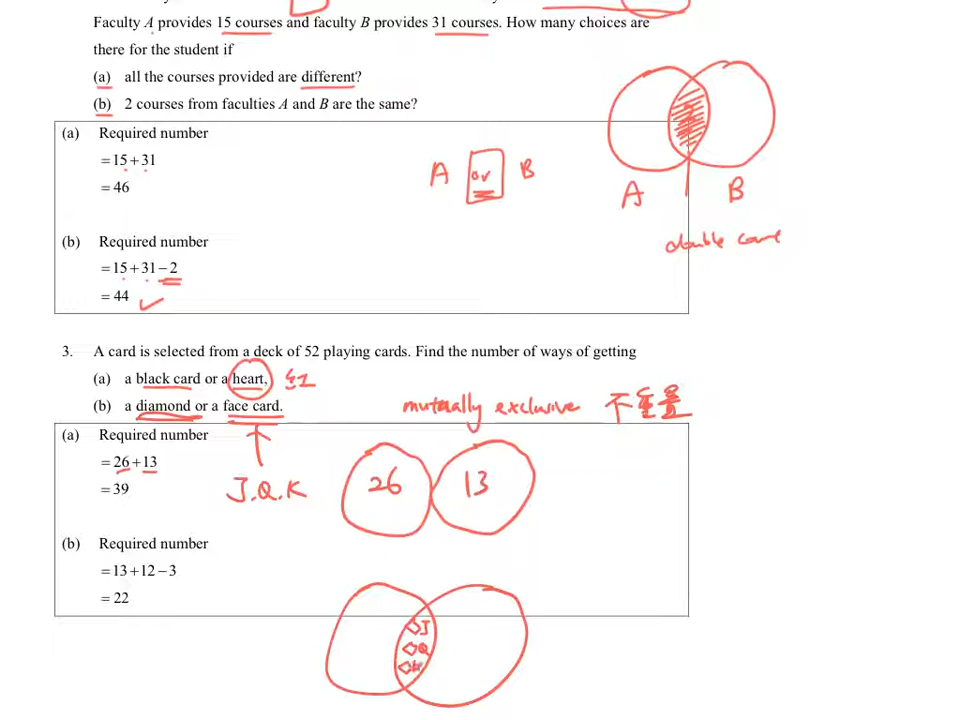 Faculty A provides 15 courses and faculty B provides 31 courses. How many choices are
there for the student if
(a) all the courses provided are different?
(b) 2 courses from faculties A and B are the same?
(a) Required number
= 15 + 31
= 46
A or B
A B
double
(b) Required number
= 15 + 31 − 2
= 44 ✓
3. A card is selected from a deck of 52 playing cards. Find the number of ways of getting
(a) a black card or a heart, 红
(b) a diamond or a face card.
mutually exclusive 不重疊
(a) Required number
= 26 + 13
= 39
J.Q.K
26 13
(b) Required number
= 13 + 12 − 3
= 22
◇J
◇Q
◇K